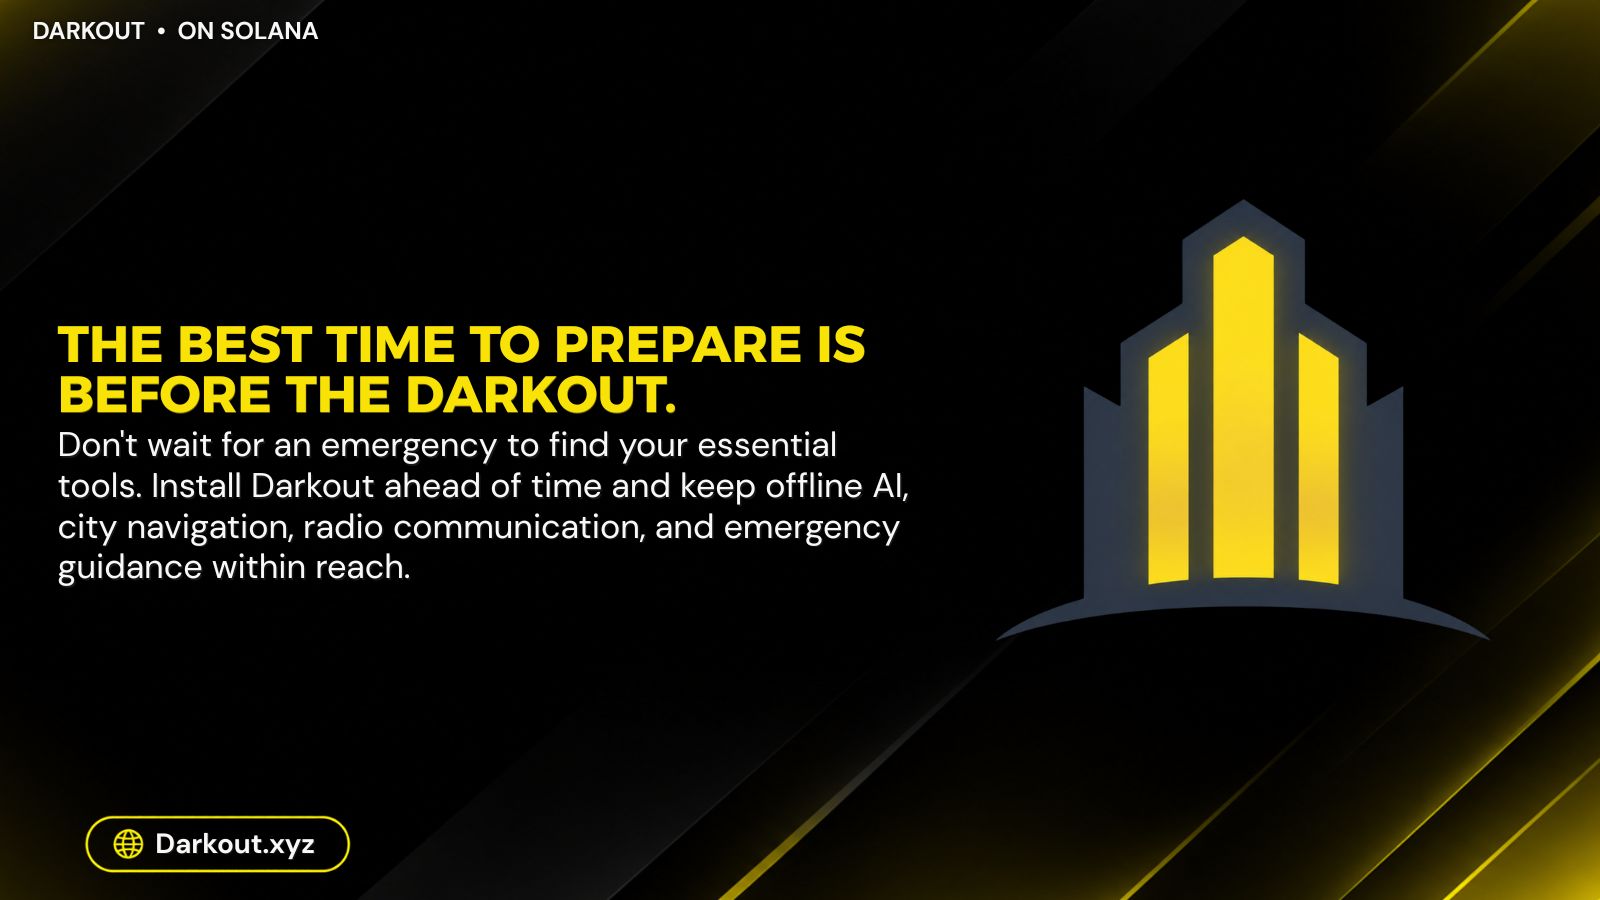 DARKOUT • ON SOLANA
THE BEST TIME TO PREPARE IS
BEFORE THE DARKOUT.
Don't wait for an emergency to find your essential
tools. Install Darkout ahead of time and keep offline AI,
city navigation, radio communication, and emergency
guidance within reach.
Darkout.xyz